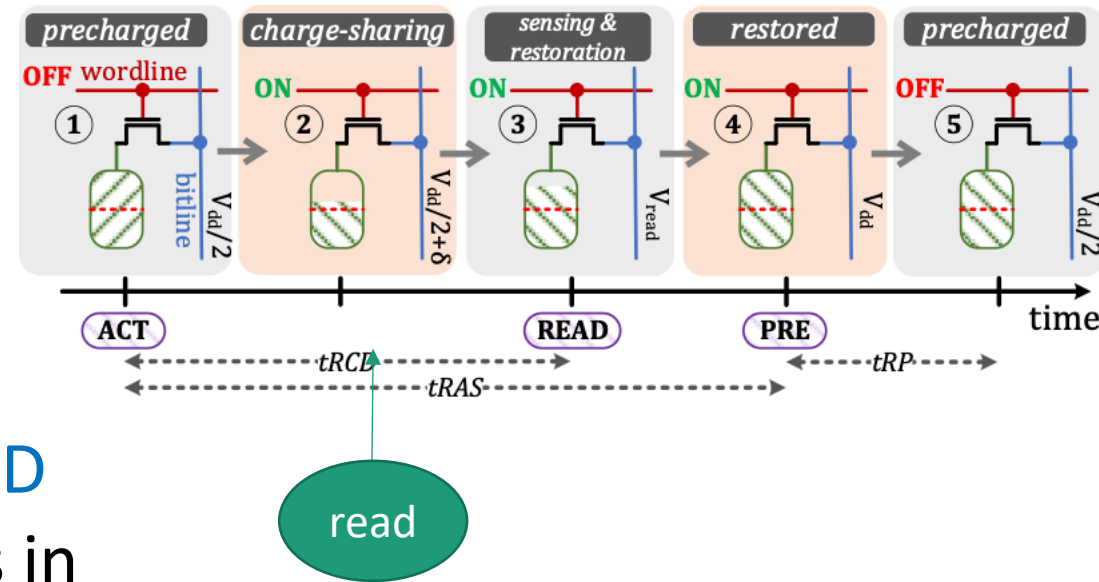 precharged
charge-sharing
sensing &
restoration
restored
precharged
OFF wordline
ON
ON
ON
OFF
1
2
3
4
5
bitline
Vdd/2
Vdd/2+δ
Vread
Vdd
Vdd/2
time
ACT
READ
PRE
tRCD
tRP
tRAS
D
read
s in